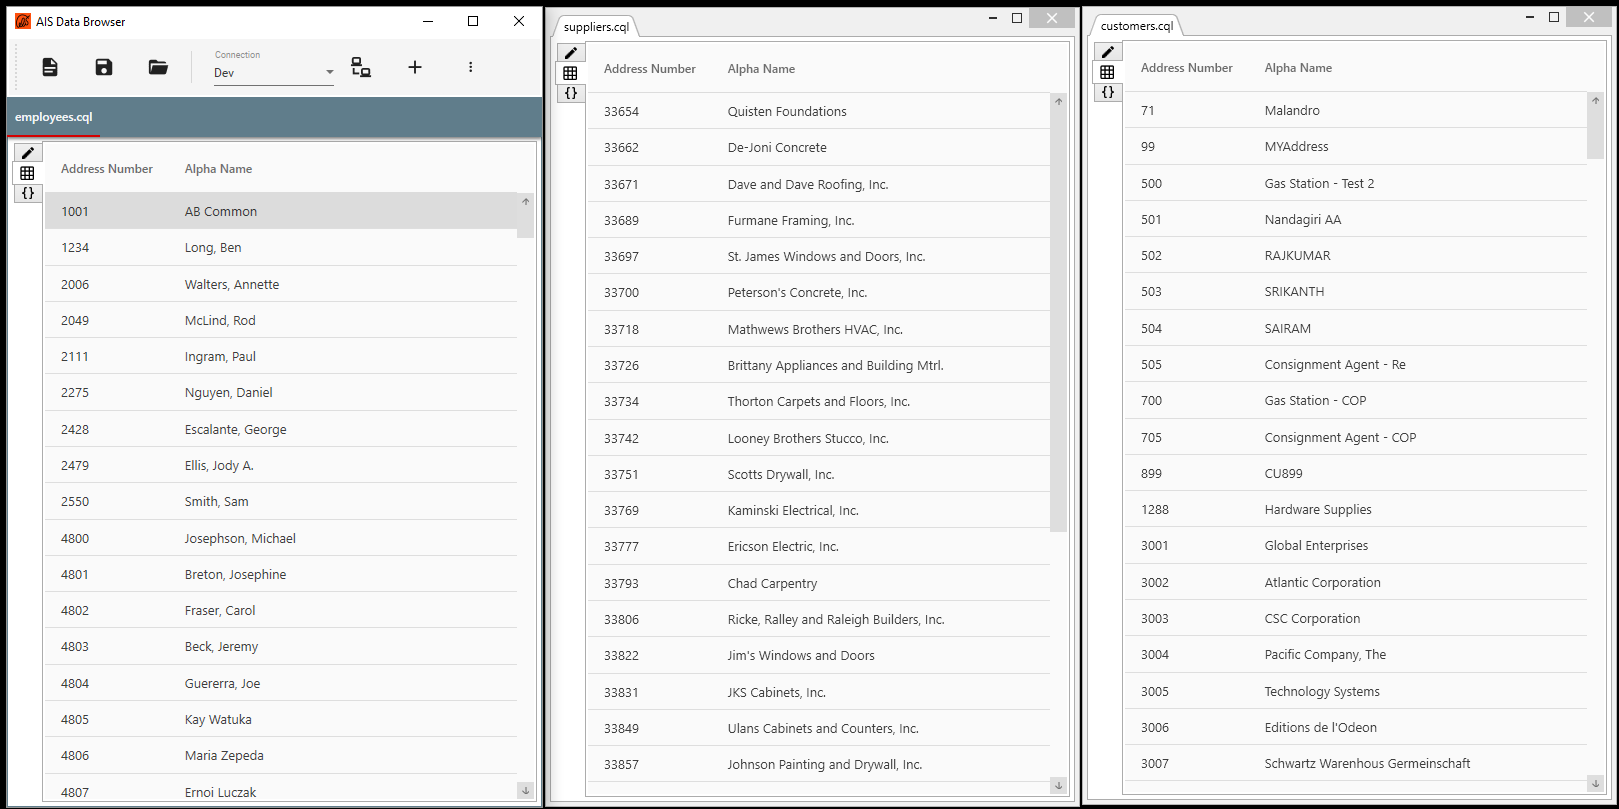 AIS Data Browser
Connection
Dev
employees.cql
{}
Address Number Alpha Name
1001 AB Common
1234 Long, Ben
2006 Walters, Annette
2049 McLind, Rod
2111 Ingram, Paul
2275 Nguyen, Daniel
2428 Escalante, George
2479 Ellis, Jody A.
2550 Smith, Sam
4800 Josephson, Michael
4801 Breton, Josephine
4802 Fraser, Carol
4803 Beck, Jeremy
4804 Guererra, Joe
4805 Kay Watuka
4806 Maria Zepeda
4807 Ernoi Luczak
suppliers.cql
{}
Address Number Alpha Name
33654 Quisten Foundations
33662 De-Joni Concrete
33671 Dave and Dave Roofing, Inc.
33689 Furmane Framing, Inc.
33697 St. James Windows and Doors, Inc.
33700 Peterson's Concrete, Inc.
33718 Mathwews Brothers HVAC, Inc.
33726 Brittany Appliances and Building Mtrl.
33734 Thorton Carpets and Floors, Inc.
33742 Looney Brothers Stucco, Inc.
33751 Scotts Drywall, Inc.
33769 Kaminski Electrical, Inc.
33777 Ericson Electric, Inc.
33793 Chad Carpentry
33806 Ricke, Ralley and Raleigh Builders, Inc.
33822 Jim's Windows and Doors
33831 JKS Cabinets, Inc.
33849 Ulans Cabinets and Counters, Inc.
33857 Johnson Painting and Drywall, Inc.
customers.cql
{}
Address Number Alpha Name
71 Malandro
99 MYAddress
500 Gas Station - Test 2
501 Nandagiri AA
502 RAJKUMAR
503 SRIKANTH
504 SAIRAM
505 Consignment Agent - Re
700 Gas Station - COP
705 Consignment Agent - COP
899 CU899
1288 Hardware Supplies
3001 Global Enterprises
3002 Atlantic Corporation
3003 CSC Corporation
3004 Pacific Company, The
3005 Technology Systems
3006 Editions de l'Odeon
3007 Schwartz Warenhous Germeinschaft